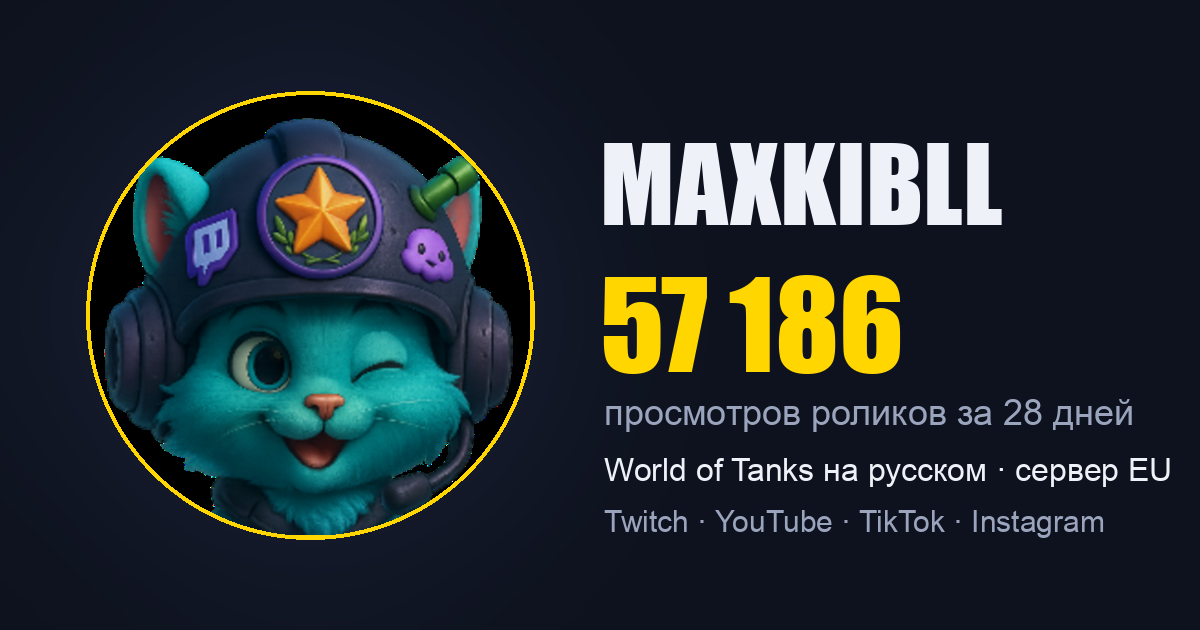 MAXKIBLL
57 186
просмотров роликов за 28 дней
World of Tanks на русском · сервер EU
Twitch · YouTube · TikTok · Instagram